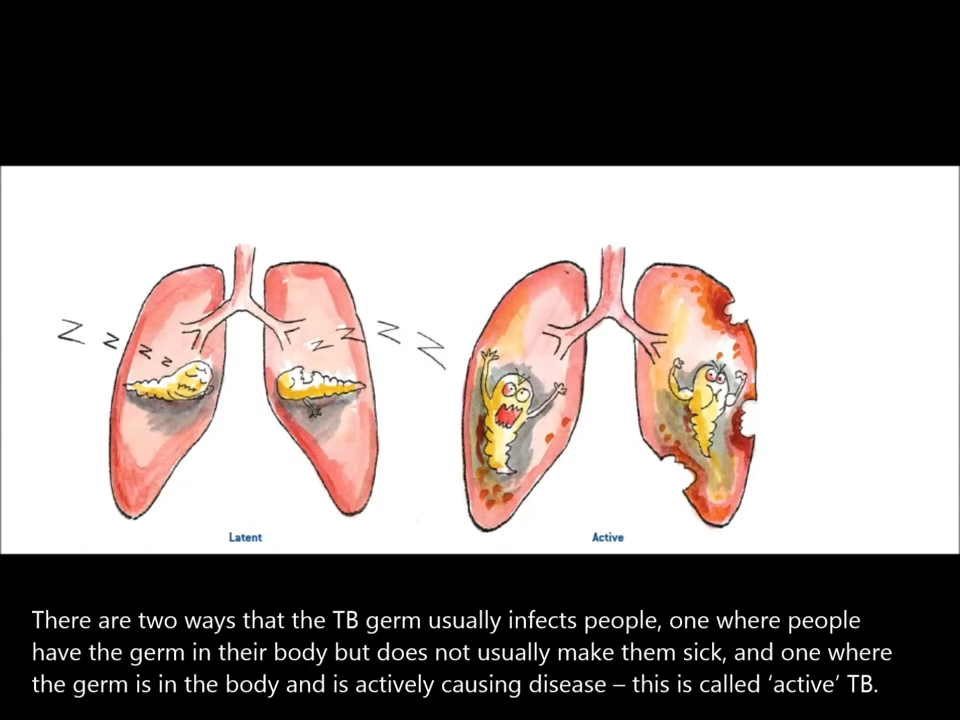 Z z z z
z Z Z Z
Latent
Active
There are two ways that the TB germ usually infects people, one where people
have the germ in their body but does not usually make them sick, and one where
the germ is in the body and is actively causing disease – this is called ‘active’ TB.